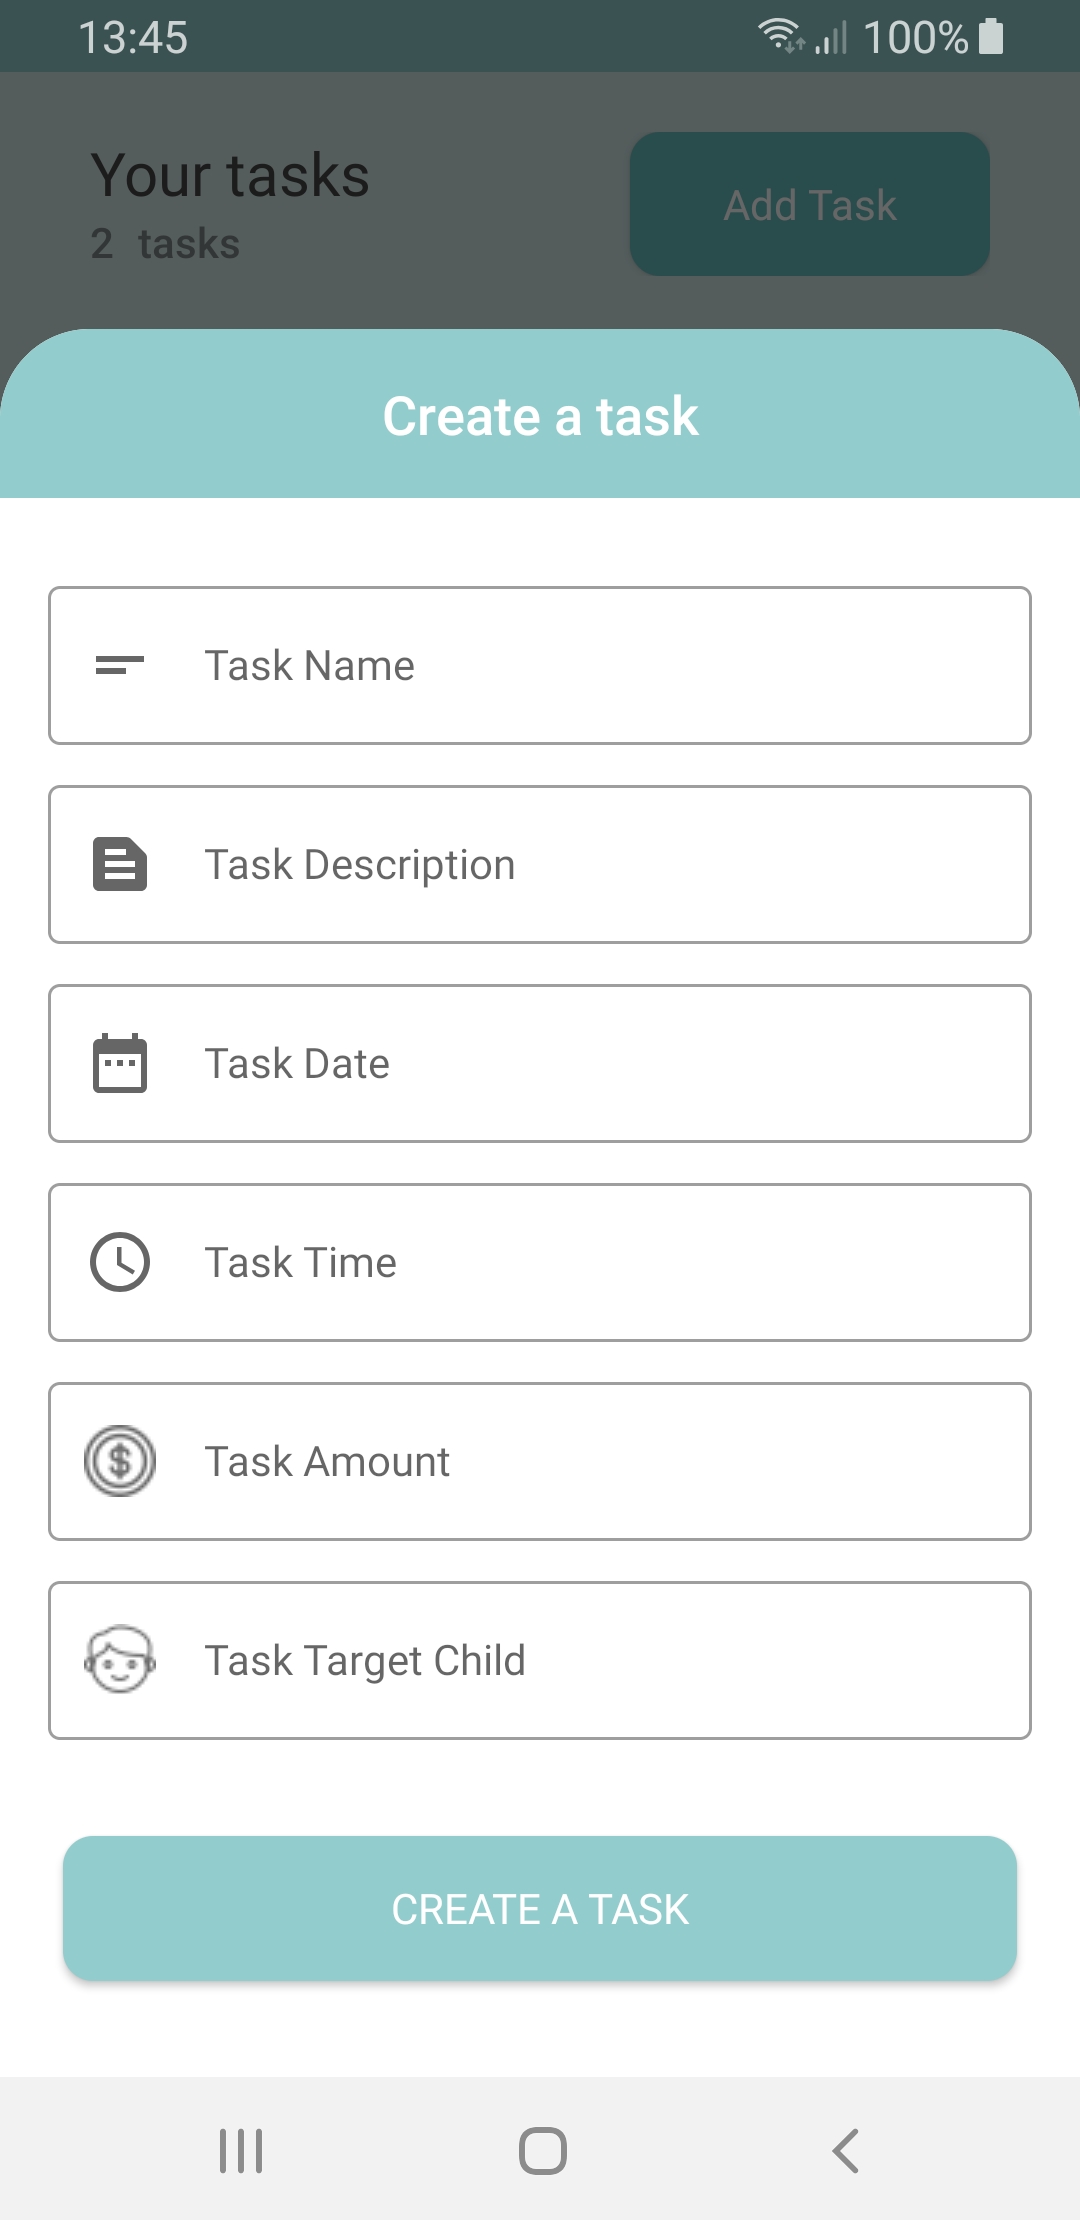 13:45
100%
Your tasks
Add Task
2 tasks
Create a task
Task Name
Task Description
Task Date
Task Time
$
Task Amount
Task Target Child
CREATE A TASK